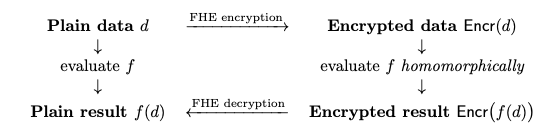 Plain data d FHE encryption Encrypted data Encr(d)
↓ ↓
evaluate f evaluate f homomorphically
↓ ↓
Plain result f(d) FHE decryption Encrypted result Encr(f(d))